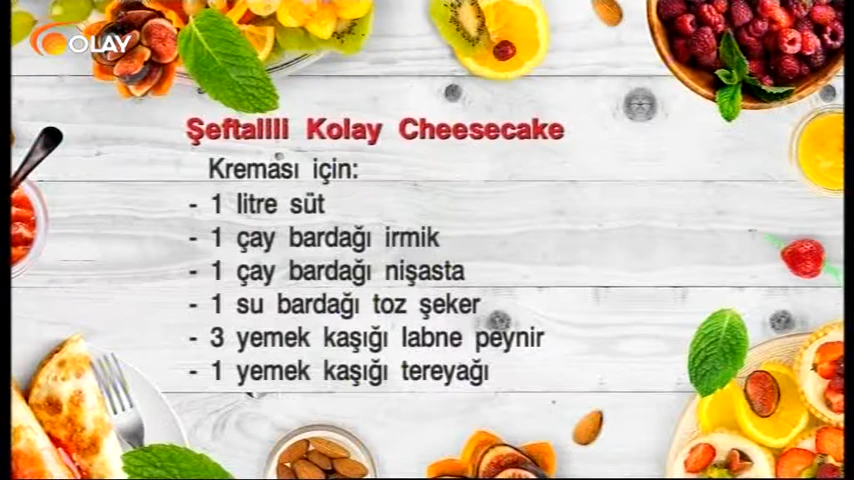 OLAY
Şeftalili Kolay Cheesecake
Kreması için:
- 1 litre süt
- 1 çay bardağı irmik
- 1 çay bardağı nişasta
- 1 su bardağı toz şeker
- 3 yemek kaşığı labne peynir
- 1 yemek kaşığı tereyağı